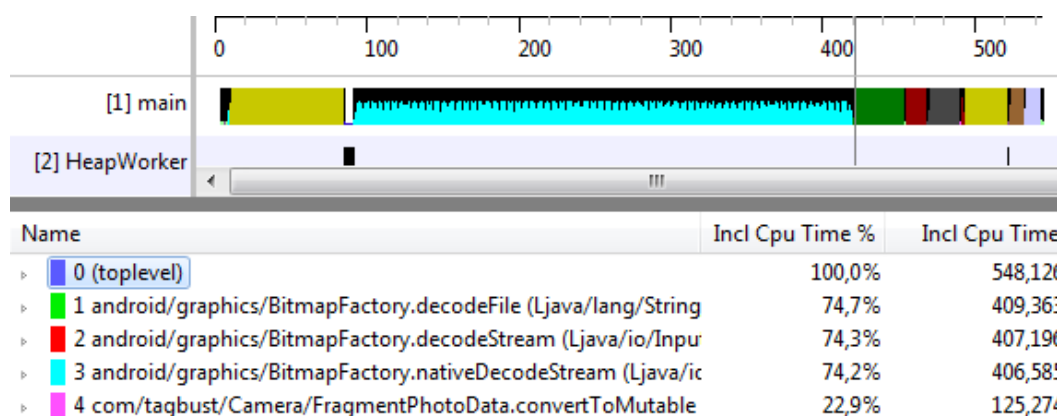 0 100 200 300 400 500
[1] main
[2] HeapWorker
Name Incl Cpu Time % Incl Cpu Time
0 (toplevel) 100,0% 548,126
1 android/graphics/BitmapFactory.decodeFile (Ljava/lang/String 74,7% 409,363
2 android/graphics/BitmapFactory.decodeStream (Ljava/io/Inpu 74,3% 407,196
3 android/graphics/BitmapFactory.nativeDecodeStream (Ljava/ic 74,2% 406,585
4 com/tagbust/Camera/FragmentPhotoData.convertToMutable 22,9% 125,274